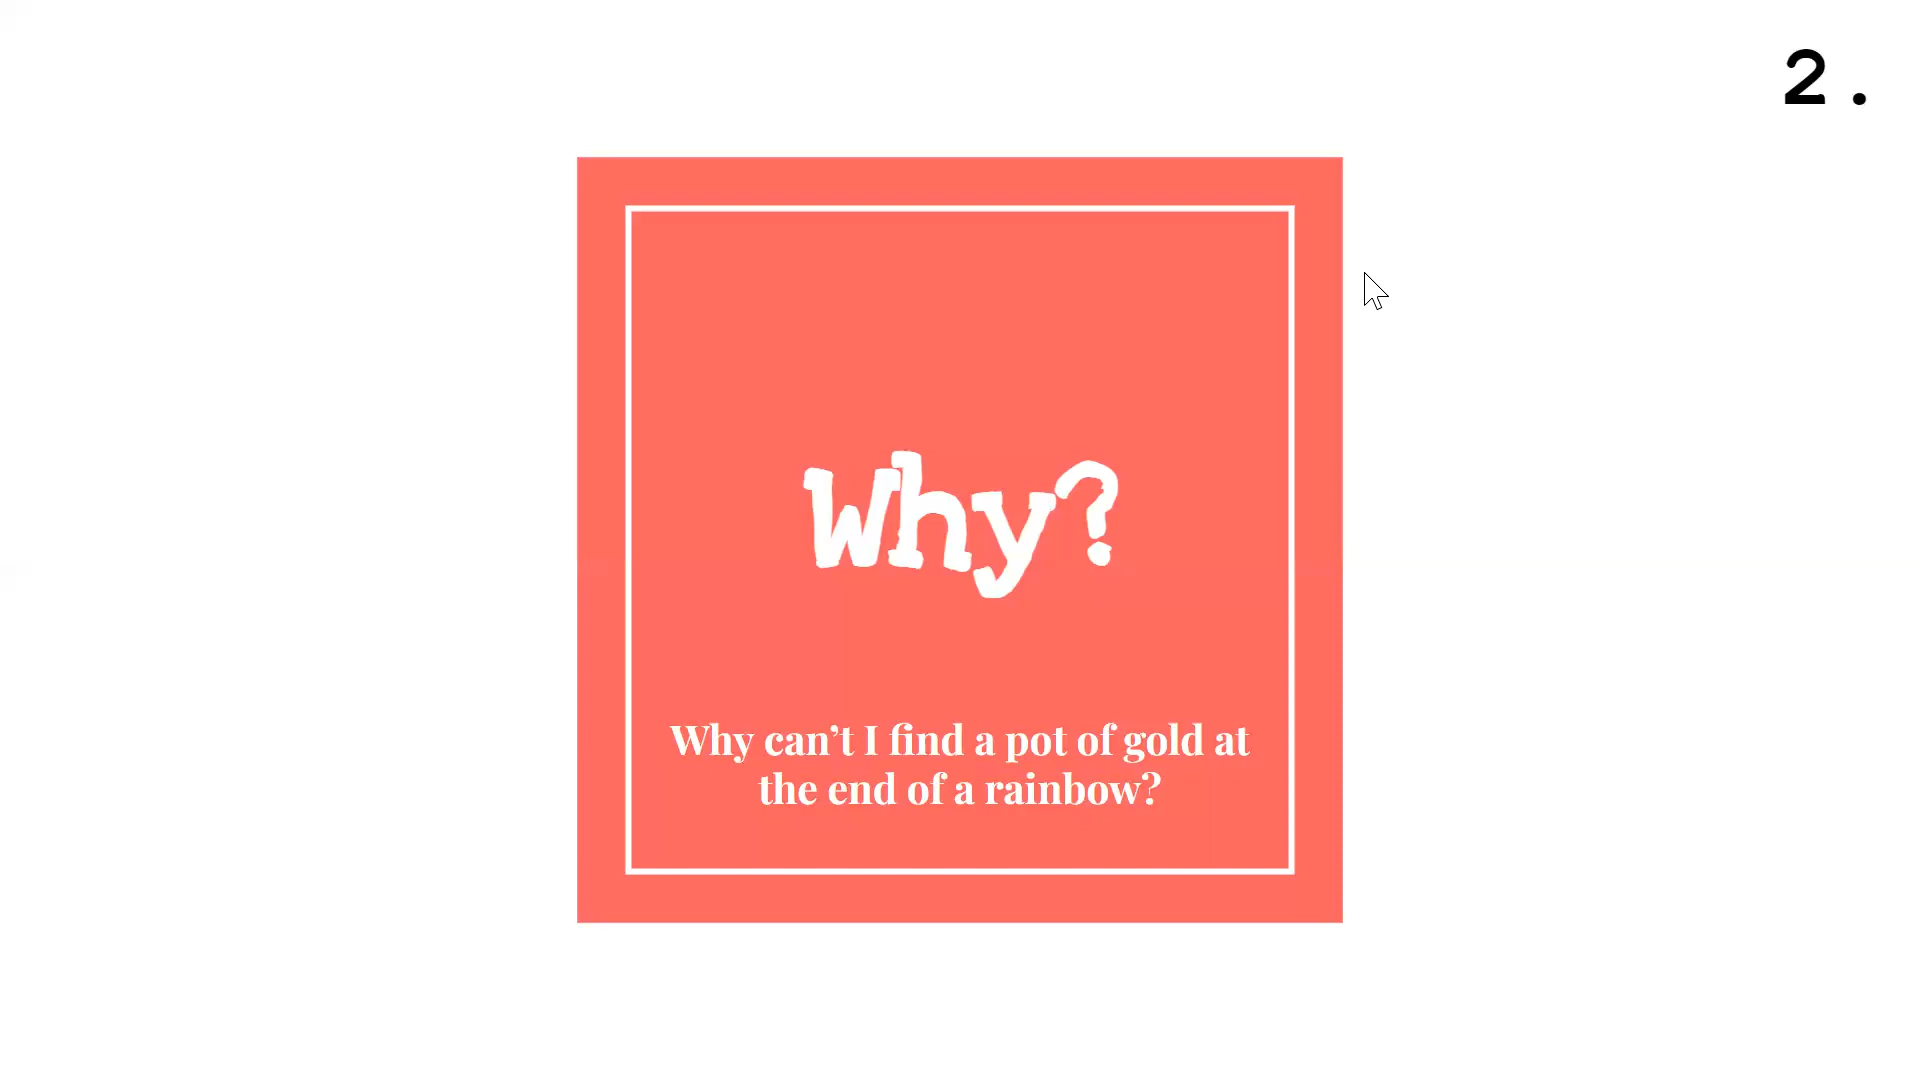 2.
Why?
Why can’t I find a pot of gold at
the end of a rainbow?